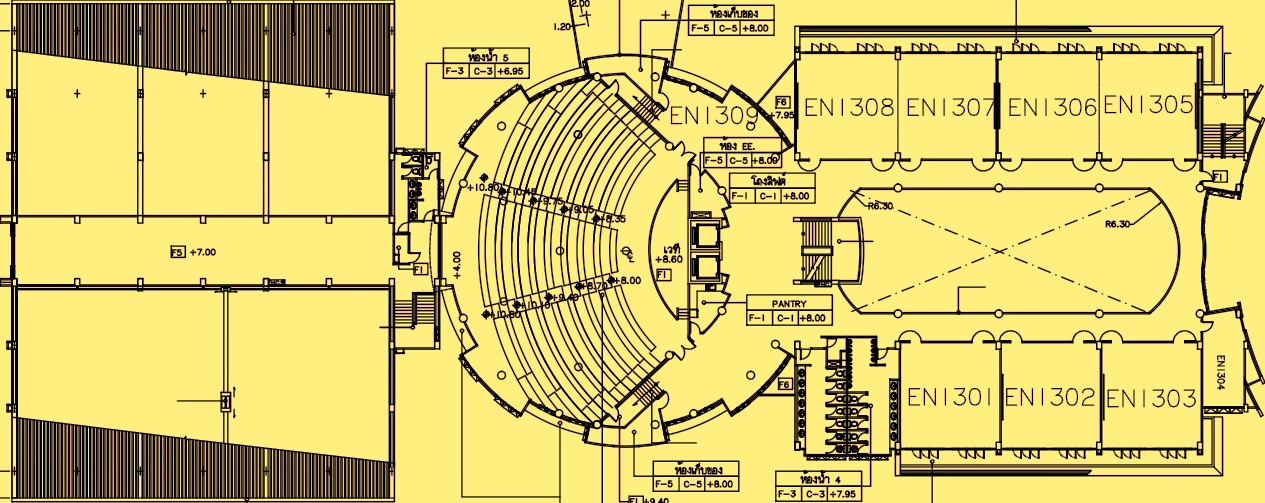 2.00
1.20
ห้องเก็บของ
F-5 C-5 +8.00
ห้องน้ำ 5
F-3 C-3 +6.95
EN1309
F6
+7.95
EN1308
EN1307
EN1306
EN1305
ห้อง EE.
F-5 C-5 +8.00
โถงลิฟต์
F-1 C-1 +8.00
F1
+10.80
+10.45
+9.75
+9.05
+8.35
R6.30
R6.30
F5 +7.00
F1
+4.00
เวที
+8.60
F1
+8.00
+8.70
+9.40
+10.10
+10.80
PANTRY
F-1 C-1 +8.00
F6
EN1301
EN1302
EN1303
EN1304
ห้องเก็บของ
F-5 C-5 +8.00
ห้องน้ำ 4
F-3 C-3 +7.95
F1 +9.40